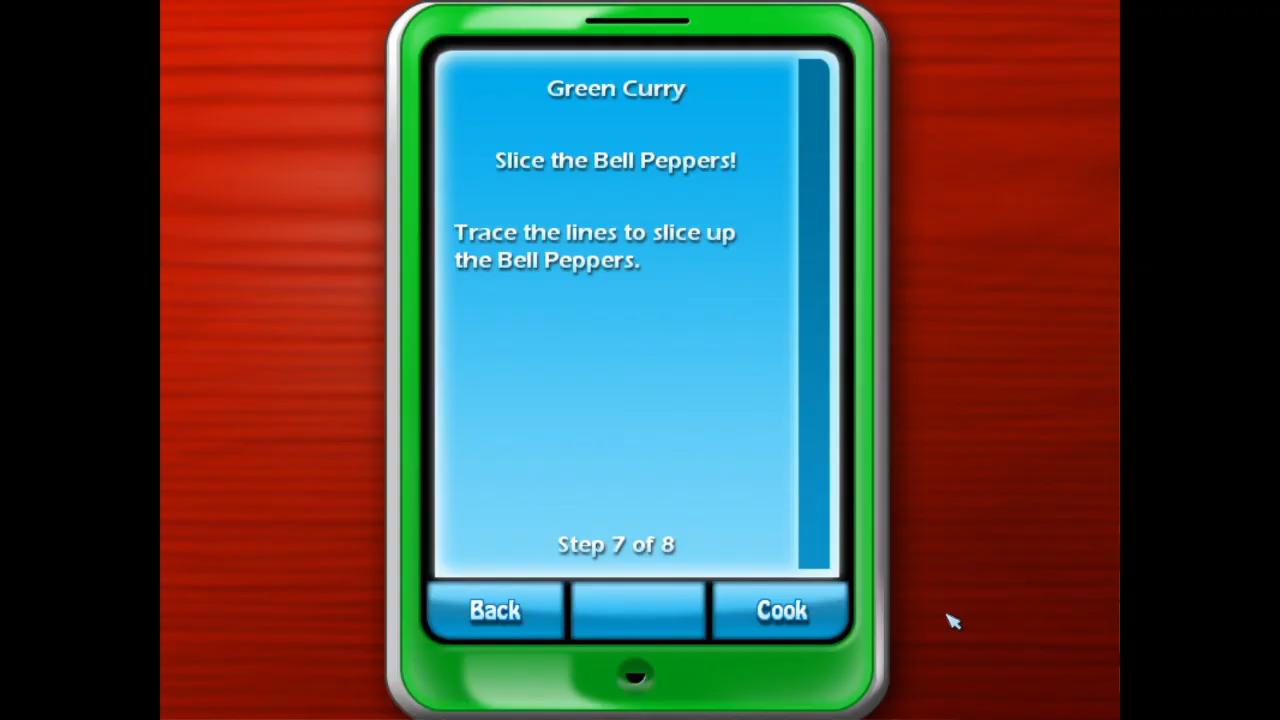 Green Curry
Slice the Bell Peppers!
Trace the lines to slice up
the Bell Peppers.
Step 7 of 8
Back
Cook